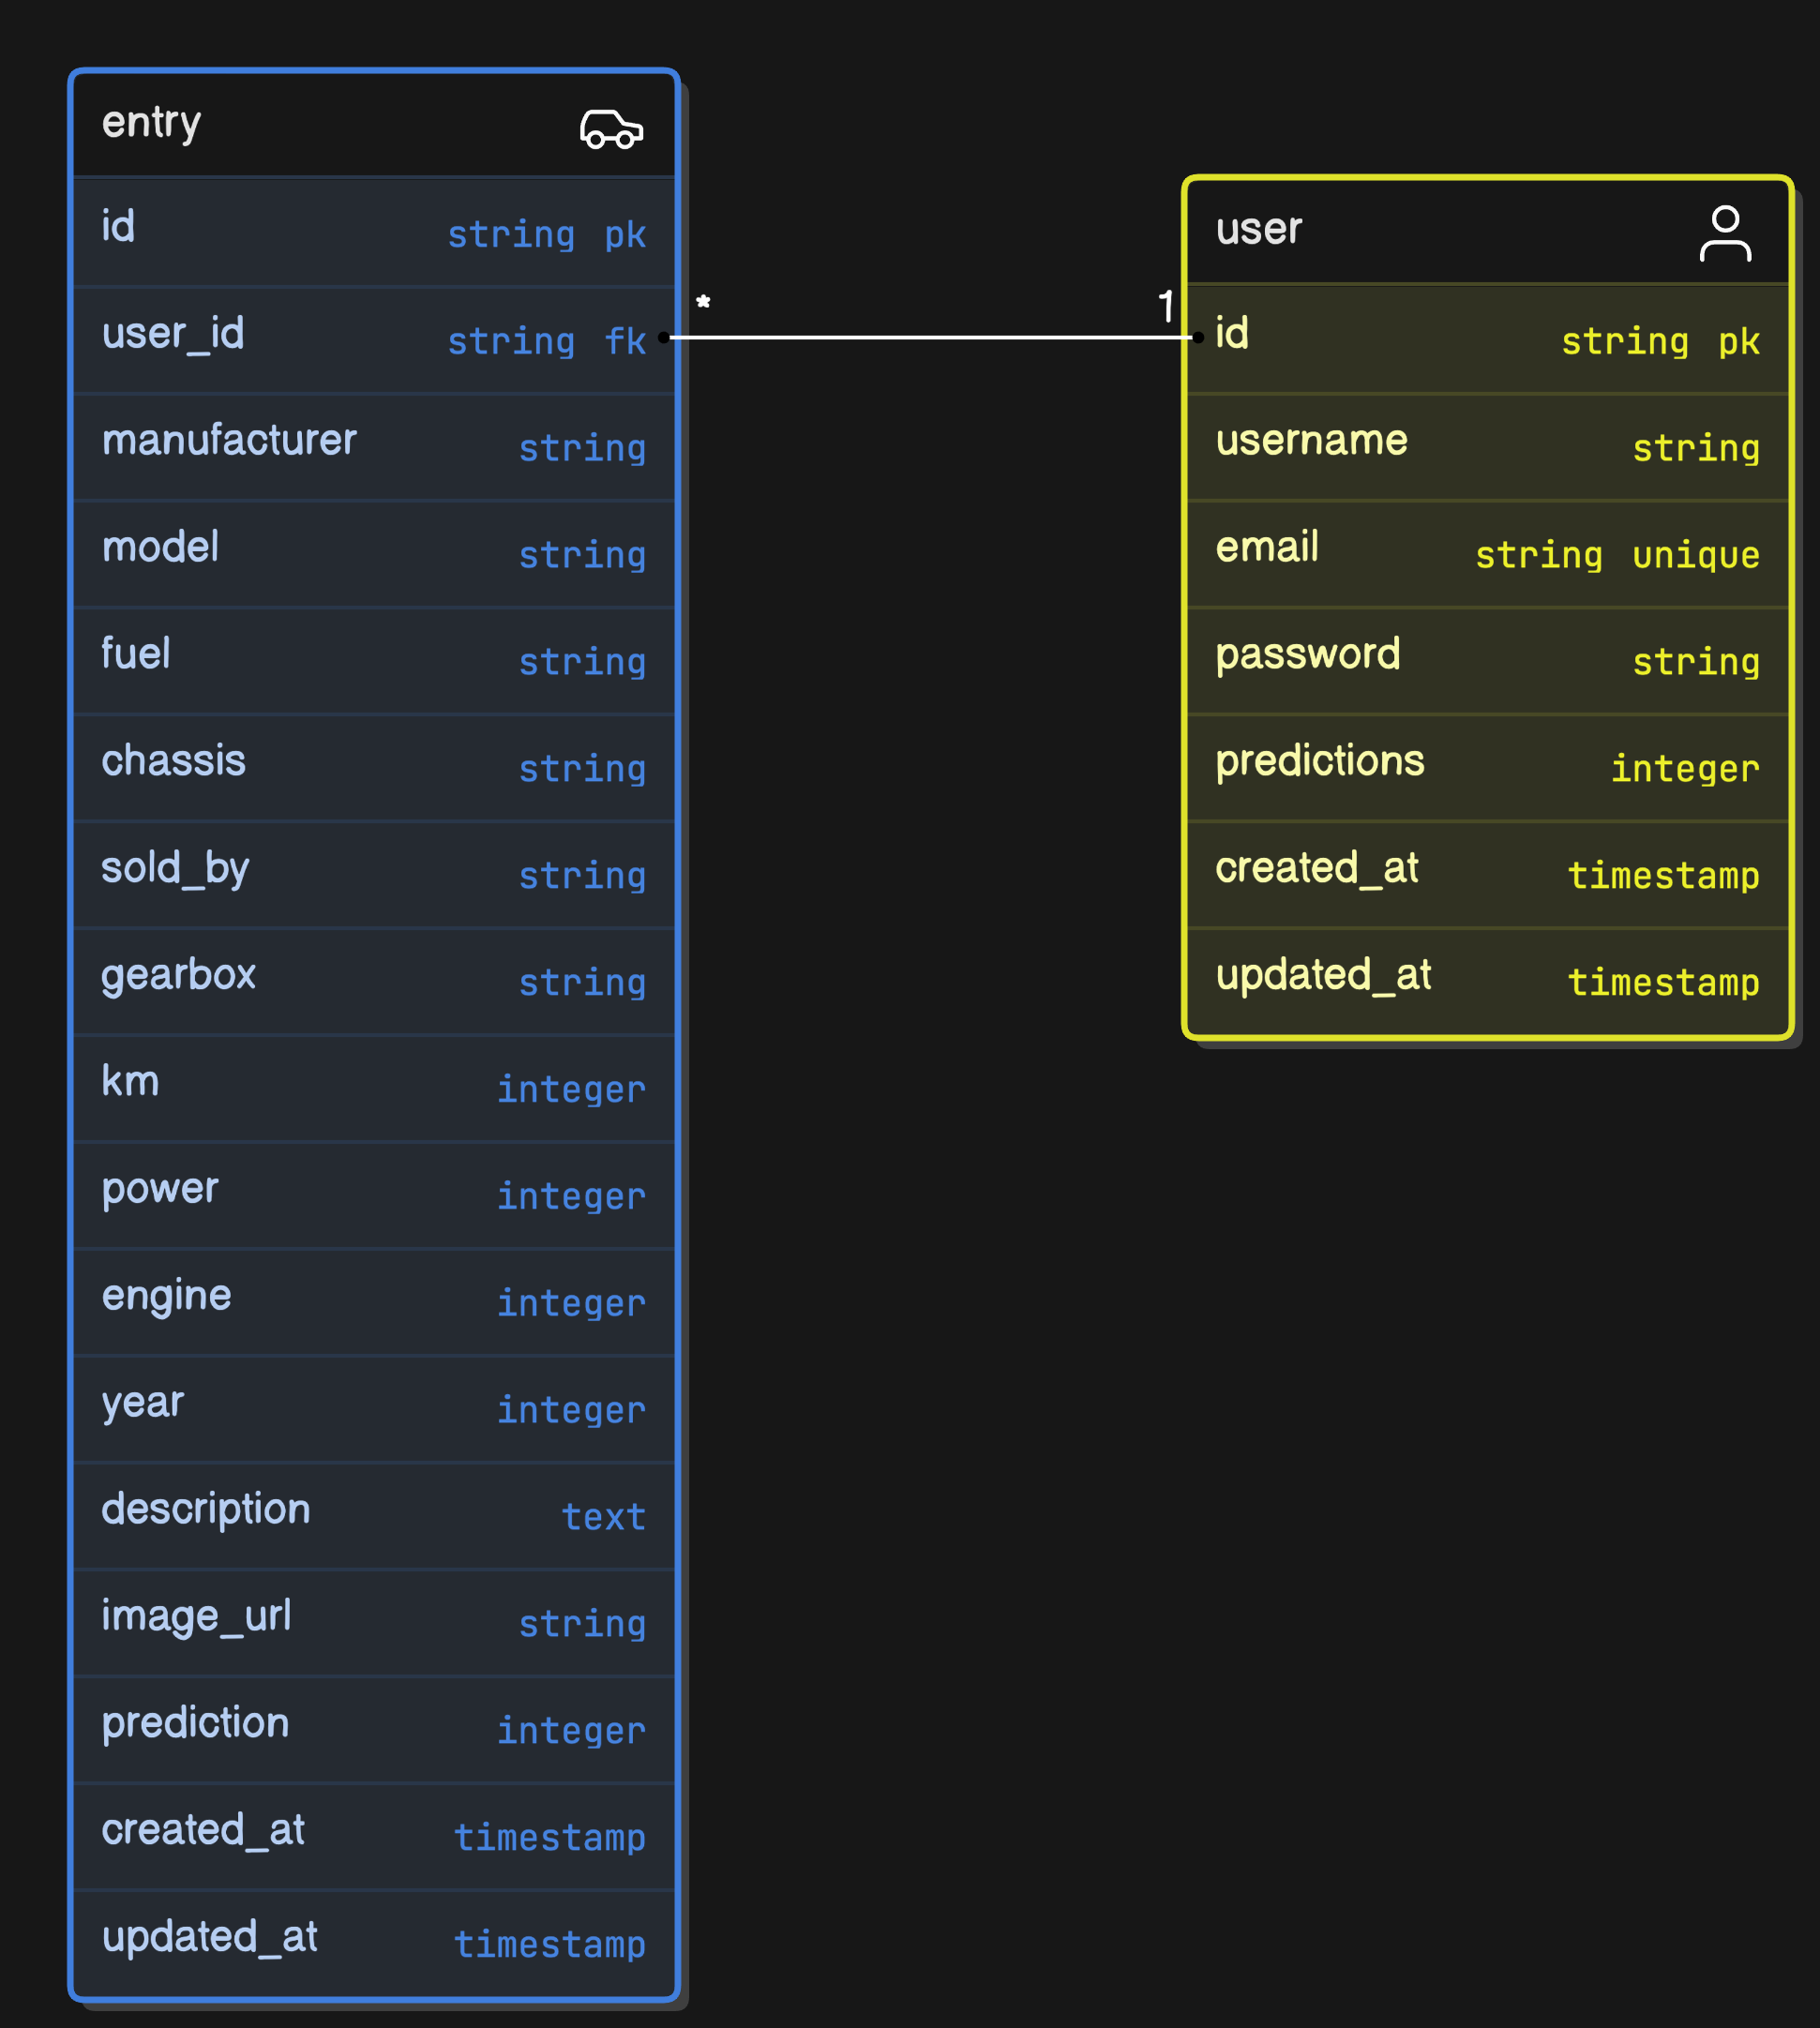 entry
id string pk
user_id string fk
manufacturer string
model string
fuel string
chassis string
sold_by string
gearbox string
km integer
power integer
engine integer
year integer
description text
image_url string
prediction integer
created_at timestamp
updated_at timestamp
* 1
user
id string pk
username string
email string unique
password string
predictions integer
created_at timestamp
updated_at timestamp